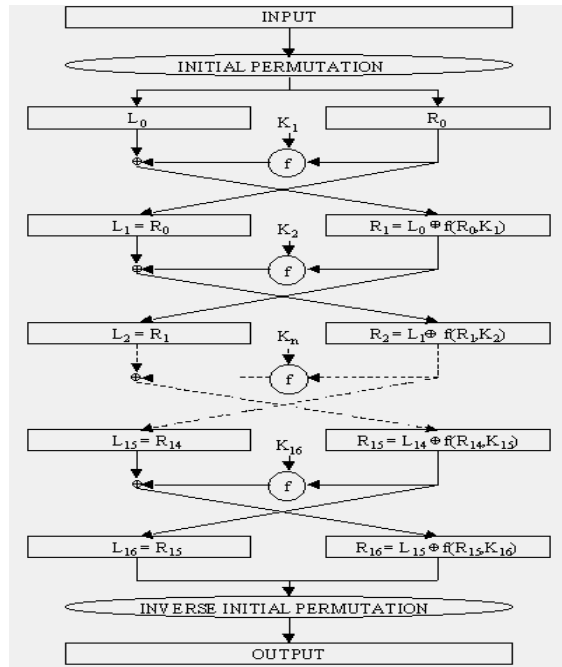 INPUT
INITIAL PERMUTATION
L₀
K₁
R₀
⊕
f
L₁ = R₀
K₂
R₁ = L₀ ⊕ f(R₀,K₁)
⊕
f
L₂ = R₁
Kₙ
R₂ = L₁⊕ f(R₁,K₂)
⊕
f
L₁₅ = R₁₄
K₁₆
R₁₅ = L₁₄ ⊕ f(R₁₄,K₁₅)
⊕
f
L₁₆ = R₁₅
R₁₆ = L₁₅ ⊕ f(R₁₅,K₁₆)
INVERSE INITIAL PERMUTATION
OUTPUT